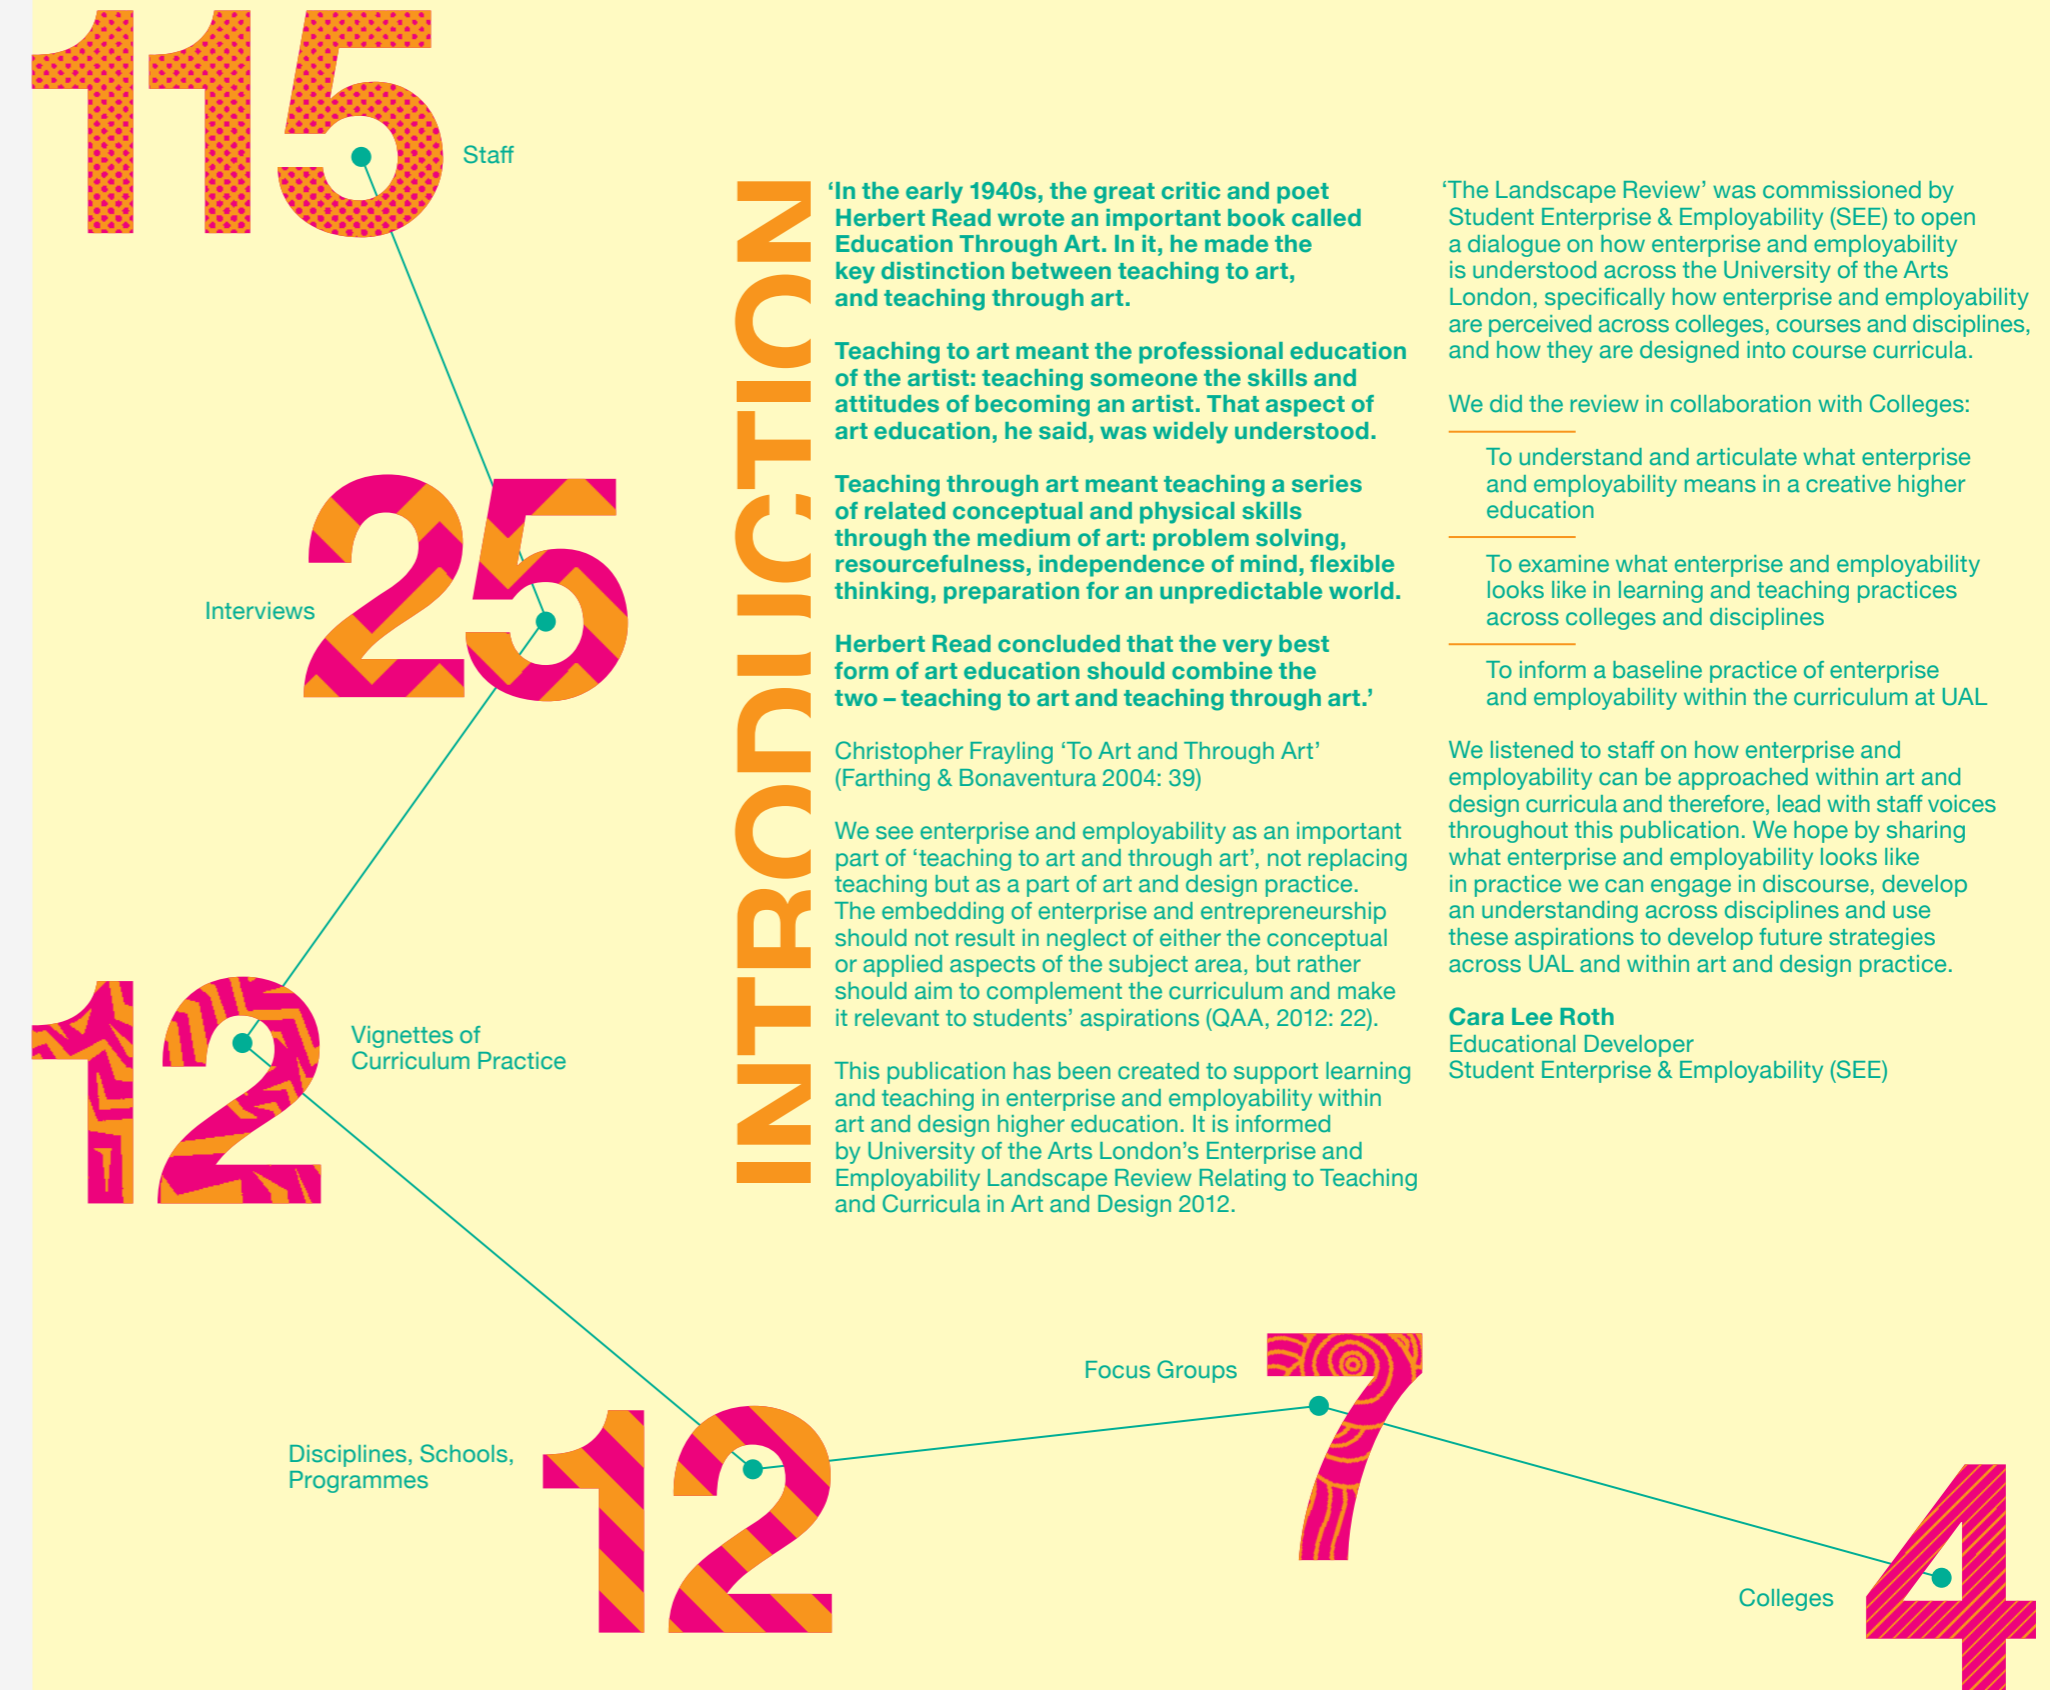 115
Staff
25
Interviews
12
Vignettes of
Curriculum Practice
12
Disciplines, Schools,
Programmes
7
Focus Groups
4
Colleges
INTRODUCTION
‘In the early 1940s, the great critic and poet
Herbert Read wrote an important book called
Education Through Art. In it, he made the
key distinction between teaching to art,
and teaching through art.
Teaching to art meant the professional education
of the artist: teaching someone the skills and
attitudes of becoming an artist. That aspect of
art education, he said, was widely understood.
Teaching through art meant teaching a series
of related conceptual and physical skills
through the medium of art: problem solving,
resourcefulness, independence of mind, flexible
thinking, preparation for an unpredictable world.
Herbert Read concluded that the very best
form of art education should combine the
two – teaching to art and teaching through art.’
Christopher Frayling ‘To Art and Through Art’
(Farthing & Bonaventura 2004: 39)
We see enterprise and employability as an important
part of ‘teaching to art and through art’, not replacing
teaching but as a part of art and design practice.
The embedding of enterprise and entrepreneurship
should not result in neglect of either the conceptual
or applied aspects of the subject area, but rather
should aim to complement the curriculum and make
it relevant to students’ aspirations (QAA, 2012: 22).
This publication has been created to support learning
and teaching in enterprise and employability within
art and design higher education. It is informed
by University of the Arts London’s Enterprise and
Employability Landscape Review Relating to Teaching
and Curricula in Art and Design 2012.
‘The Landscape Review’ was commissioned by
Student Enterprise & Employability (SEE) to open
a dialogue on how enterprise and employability
is understood across the University of the Arts
London, specifically how enterprise and employability
are perceived across colleges, courses and disciplines,
and how they are designed into course curricula.
We did the review in collaboration with Colleges:
To understand and articulate what enterprise
and employability means in a creative higher
education
To examine what enterprise and employability
looks like in learning and teaching practices
across colleges and disciplines
To inform a baseline practice of enterprise
and employability within the curriculum at UAL
We listened to staff on how enterprise and
employability can be approached within art and
design curricula and therefore, lead with staff voices
throughout this publication. We hope by sharing
what enterprise and employability looks like
in practice we can engage in discourse, develop
an understanding across disciplines and use
these aspirations to develop future strategies
across UAL and within art and design practice.
Cara Lee Roth
Educational Developer
Student Enterprise & Employability (SEE)